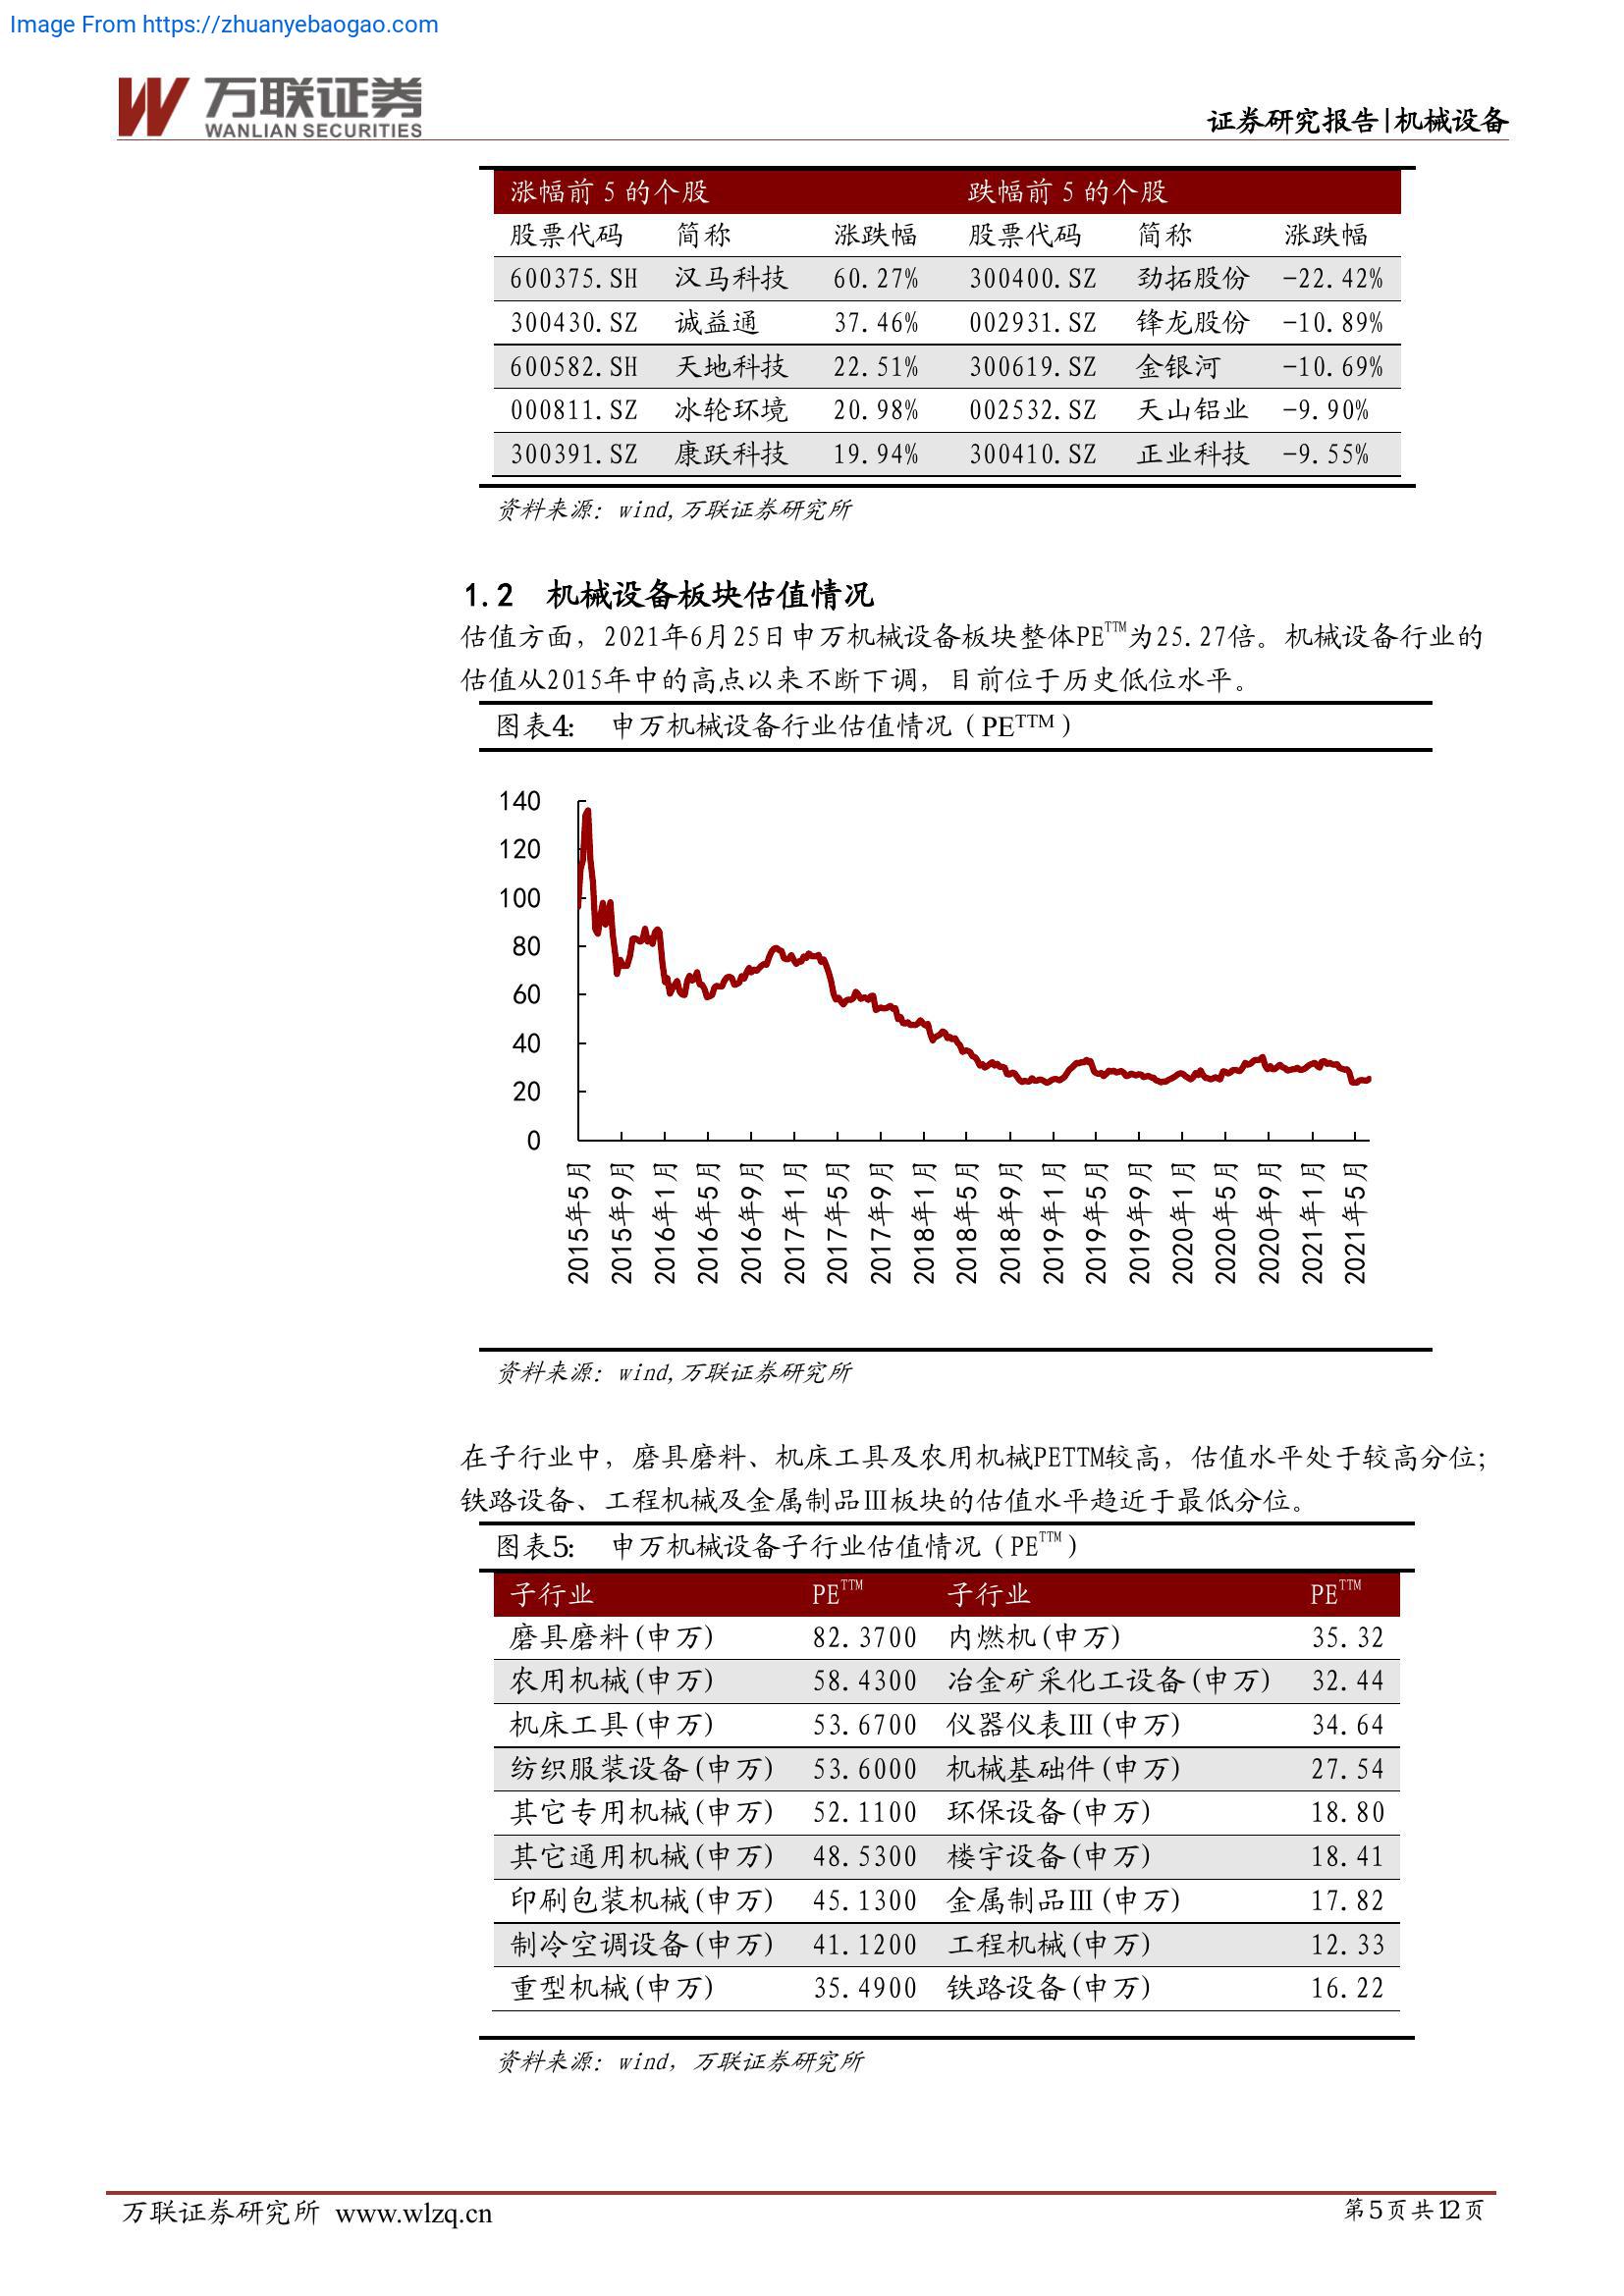 Image From https://zhuanyebaogao.com
万联证券
WANLIAN SECURITIES
证券研究报告|机械设备
涨幅前 5 的个股 跌幅前 5 的个股
股票代码 简称 涨跌幅 股票代码 简称 涨跌幅
600375.SH 汉马科技 60.27% 300400.SZ 劲拓股份 -22.42%
300430.SZ 诚益通 37.46% 002931.SZ 锋龙股份 -10.89%
600582.SH 天地科技 22.51% 300619.SZ 金银河 -10.69%
000811.SZ 冰轮环境 20.98% 002532.SZ 天山铝业 -9.90%
300391.SZ 康跃科技 19.94% 300410.SZ 正业科技 -9.55%
资料来源：wind,万联证券研究所
1.2 机械设备板块估值情况
估值方面，2021年6月25日申万机械设备板块整体PETTM为25.27倍。机械设备行业的
估值从2015年中的高点以来不断下调，目前位于历史低位水平。
图表4: 申万机械设备行业估值情况（PETTM）
140
120
100
80
60
40
20
0
2015年5月
2015年9月
2016年1月
2016年5月
2016年9月
2017年1月
2017年5月
2017年9月
2018年1月
2018年5月
2018年9月
2019年1月
2019年5月
2019年9月
2020年1月
2020年5月
2020年9月
2021年1月
2021年5月
资料来源：wind,万联证券研究所
在子行业中，磨具磨料、机床工具及农用机械PETTM较高，估值水平处于较高分位；
铁路设备、工程机械及金属制品Ⅲ板块的估值水平趋近于最低分位。
图表5: 申万机械设备子行业估值情况（PETTM）
子行业 PETTM 子行业 PETTM
磨具磨料(申万) 82.3700 内燃机(申万) 35.32
农用机械(申万) 58.4300 冶金矿采化工设备(申万) 32.44
机床工具(申万) 53.6700 仪器仪表Ⅲ(申万) 34.64
纺织服装设备(申万) 53.6000 机械基础件(申万) 27.54
其它专用机械(申万) 52.1100 环保设备(申万) 18.80
其它通用机械(申万) 48.5300 楼宇设备(申万) 18.41
印刷包装机械(申万) 45.1300 金属制品Ⅲ(申万) 17.82
制冷空调设备(申万) 41.1200 工程机械(申万) 12.33
重型机械(申万) 35.4900 铁路设备(申万) 16.22
资料来源：wind，万联证券研究所
万联证券研究所 www.wlzq.cn 第5页共12页